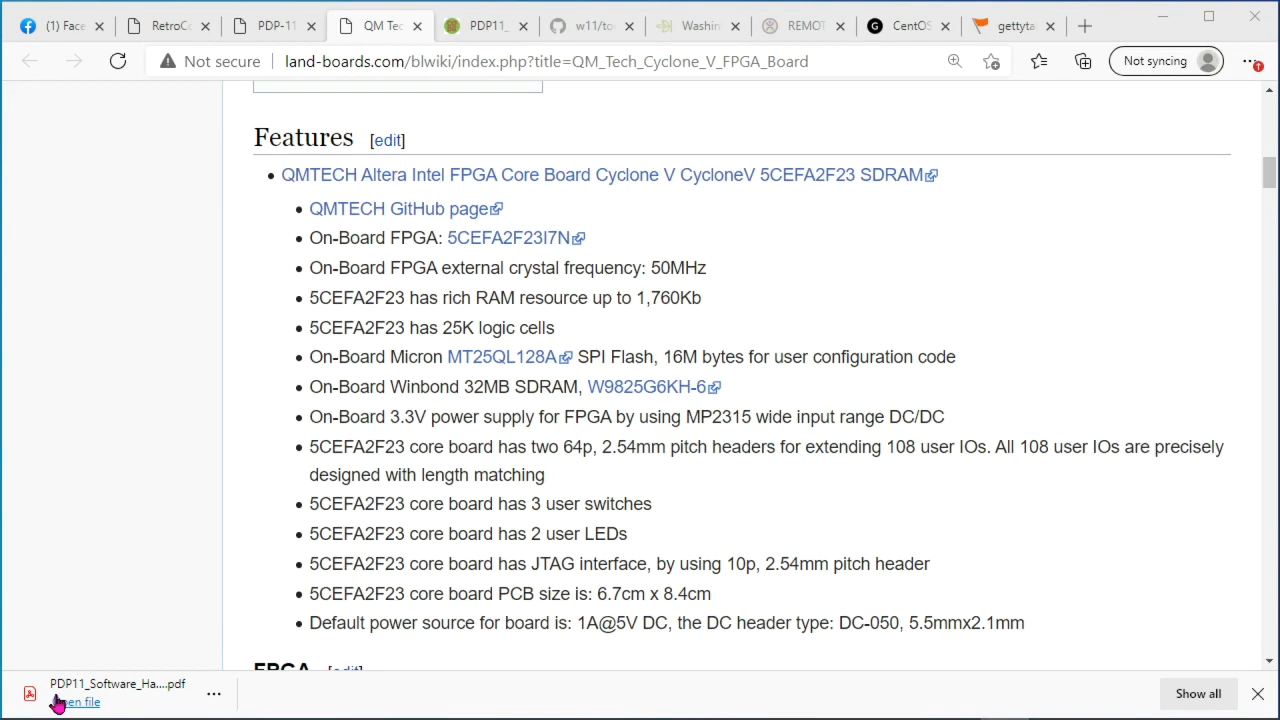 (1) Face
RetroCo
PDP-11
QM Tec
PDP11_
w11/to
Washin
REMOT
CentOS
gettyta
Not secure
land-boards.com/blwiki/index.php?title=QM_Tech_Cyclone_V_FPGA_Board
Not syncing
Features [edit]
QMTECH Altera Intel FPGA Core Board Cyclone V CycloneV 5CEFA2F23 SDRAM
QMTECH GitHub page
On-Board FPGA: 5CEFA2F23I7N
On-Board FPGA external crystal frequency: 50MHz
5CEFA2F23 has rich RAM resource up to 1,760Kb
5CEFA2F23 has 25K logic cells
On-Board Micron MT25QL128A SPI Flash, 16M bytes for user configuration code
On-Board Winbond 32MB SDRAM, W9825G6KH-6
On-Board 3.3V power supply for FPGA by using MP2315 wide input range DC/DC
5CEFA2F23 core board has two 64p, 2.54mm pitch headers for extending 108 user IOs. All 108 user IOs are precisely
designed with length matching
5CEFA2F23 core board has 3 user switches
5CEFA2F23 core board has 2 user LEDs
5CEFA2F23 core board has JTAG interface, by using 10p, 2.54mm pitch header
5CEFA2F23 core board PCB size is: 6.7cm x 8.4cm
Default power source for board is: 1A@5V DC, the DC header type: DC-050, 5.5mmx2.1mm
FPGA [edit]
PDP11_Software_Ha....pdf
file
Show all